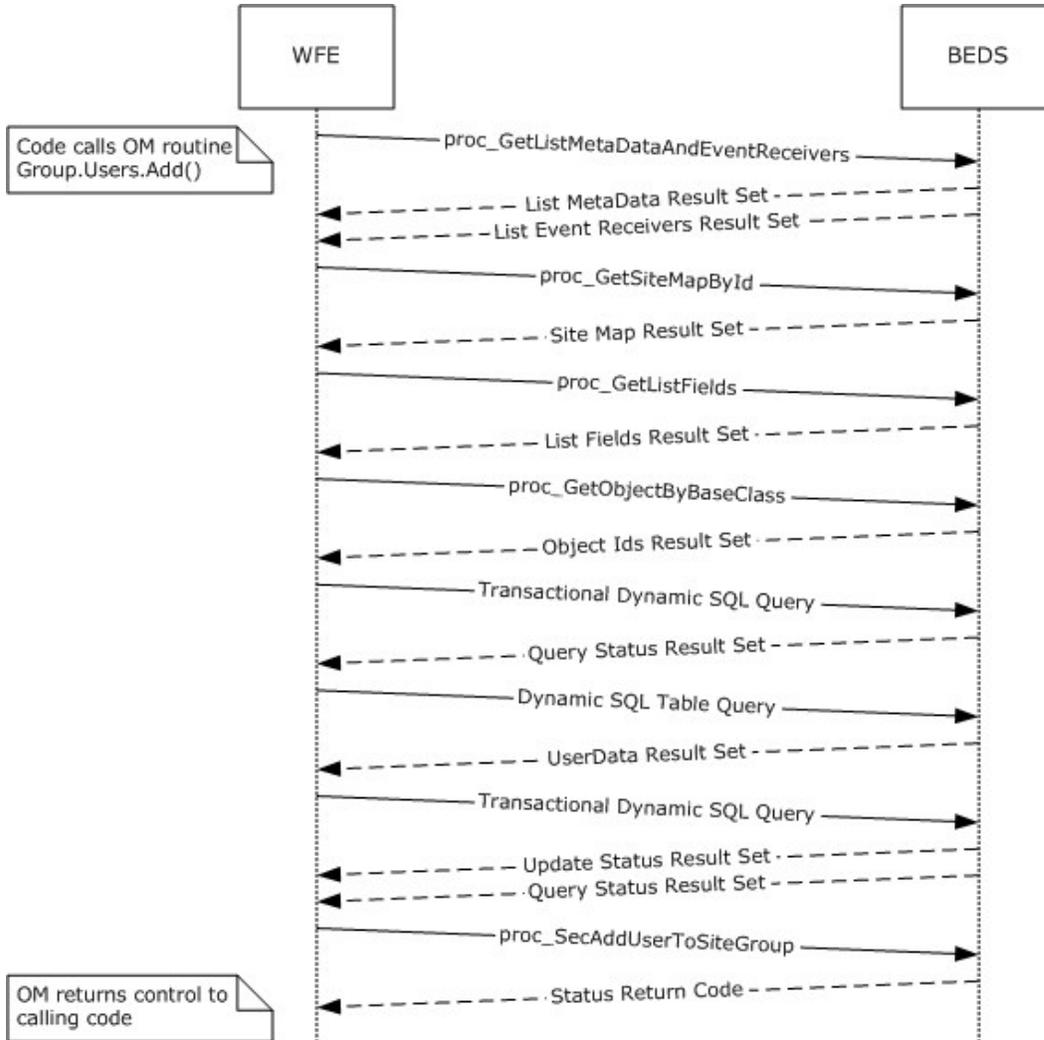 WFE
BEDS
Code calls OM routine
Group.Users.Add()
proc_GetListMetaDataAndEventReceivers
List MetaData Result Set
List Event Receivers Result Set
proc_GetSiteMapById
Site Map Result Set
proc_GetListFields
List Fields Result Set
proc_GetObjectByBaseClass
Object Ids Result Set
Transactional Dynamic SQL Query
Query Status Result Set
Dynamic SQL Table Query
UserData Result Set
Transactional Dynamic SQL Query
Update Status Result Set
Query Status Result Set
proc_SecAddUserToSiteGroup
Status Return Code
OM returns control to
calling code